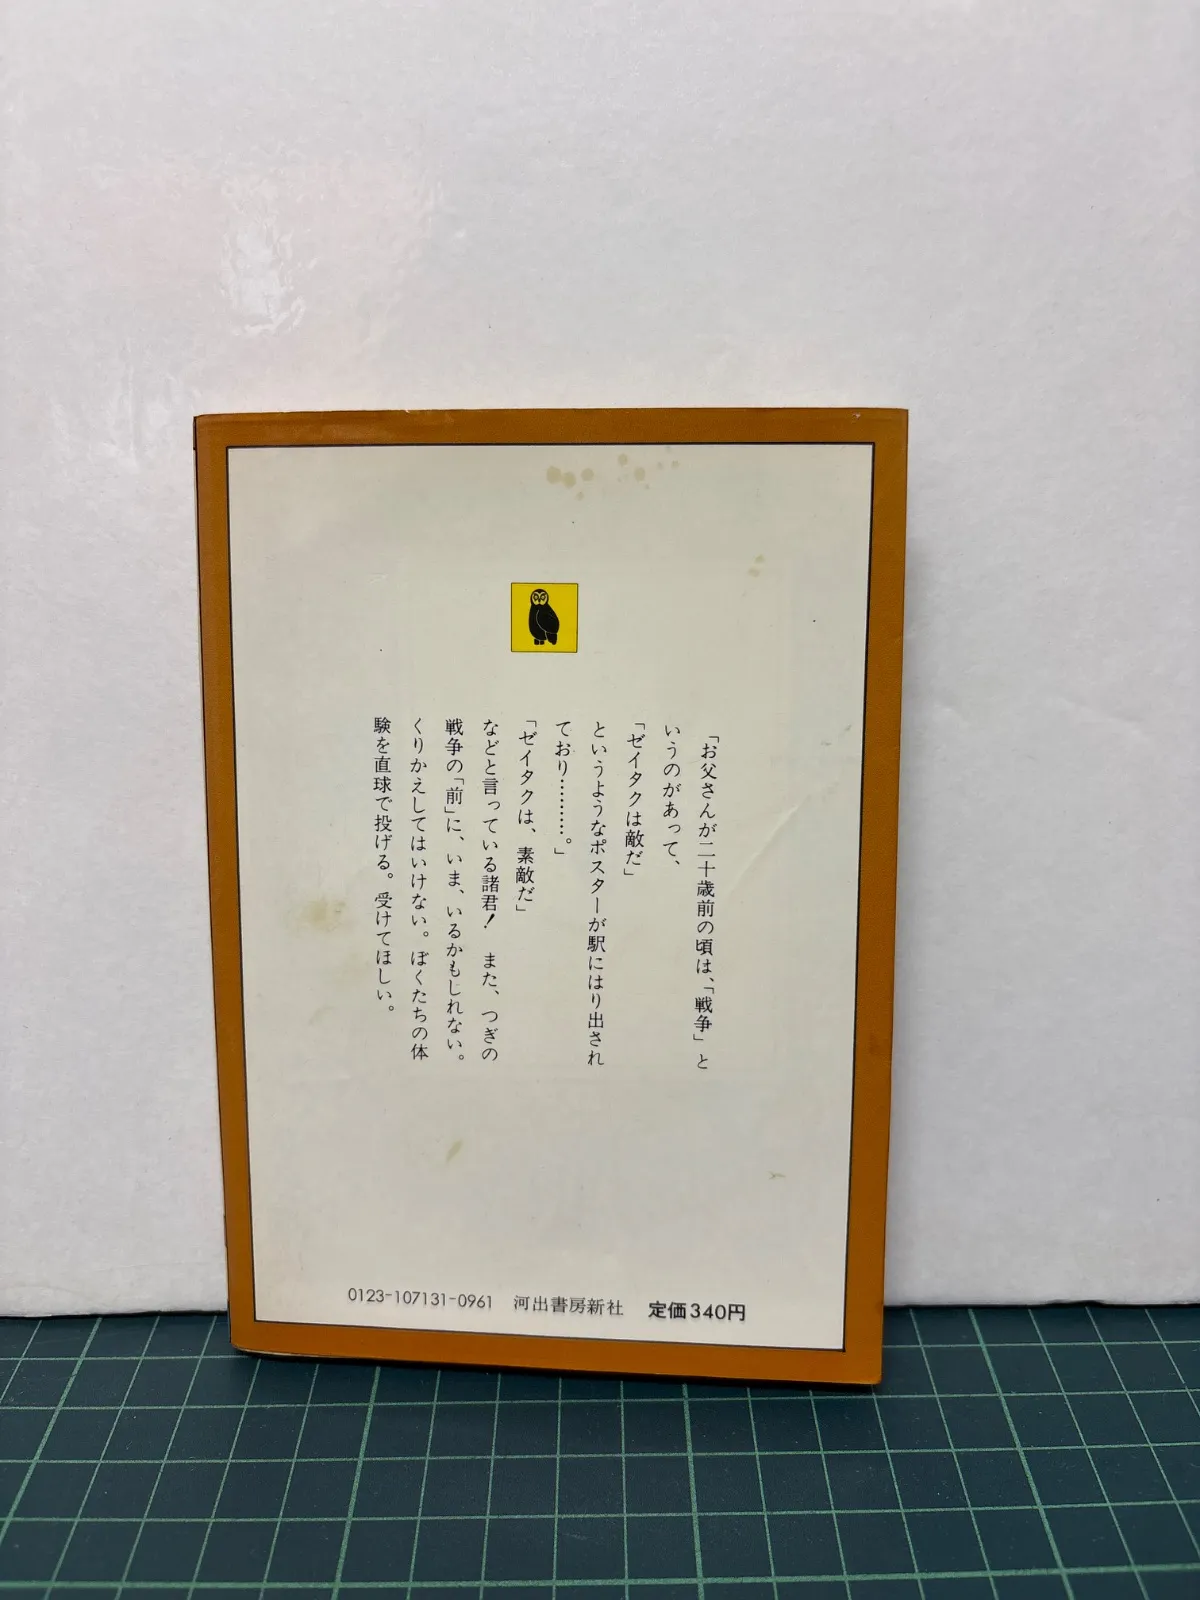 「お父さんが二十歳前の頃は、「戦争」と
いうのがあって、
「ゼイタクは敵だ」
というようなポスターが駅にはり出され
ており…………。」
「ゼイタクは、素敵だ」
などと言っている諸君！　また、つぎの
戦争の「前」に、いま、いるかもしれない。
くりかえしてはいけない。ぼくたちの体
験を直球で投げる。受けてほしい。
0123-107131-0961　河出書房新社　定価340円